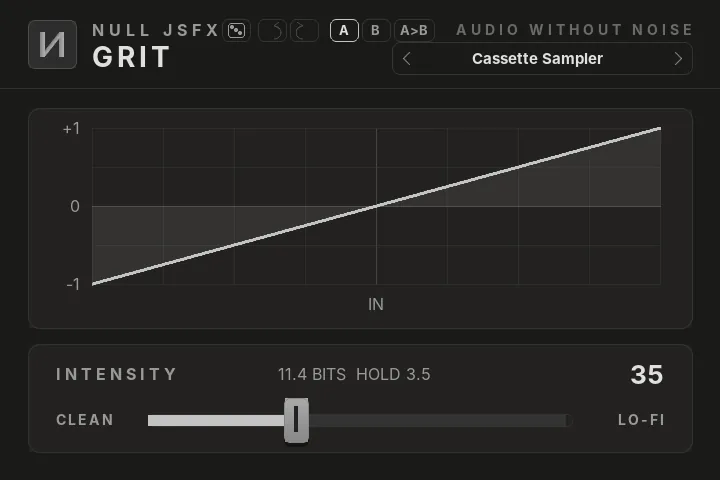 NULL JSFX
A
B
A>B
AUDIO WITHOUT NOISE
GRIT
Cassette Sampler
+1
0
-1
IN
INTENSITY
11.4 BITS HOLD 3.5
35
CLEAN
LO-FI